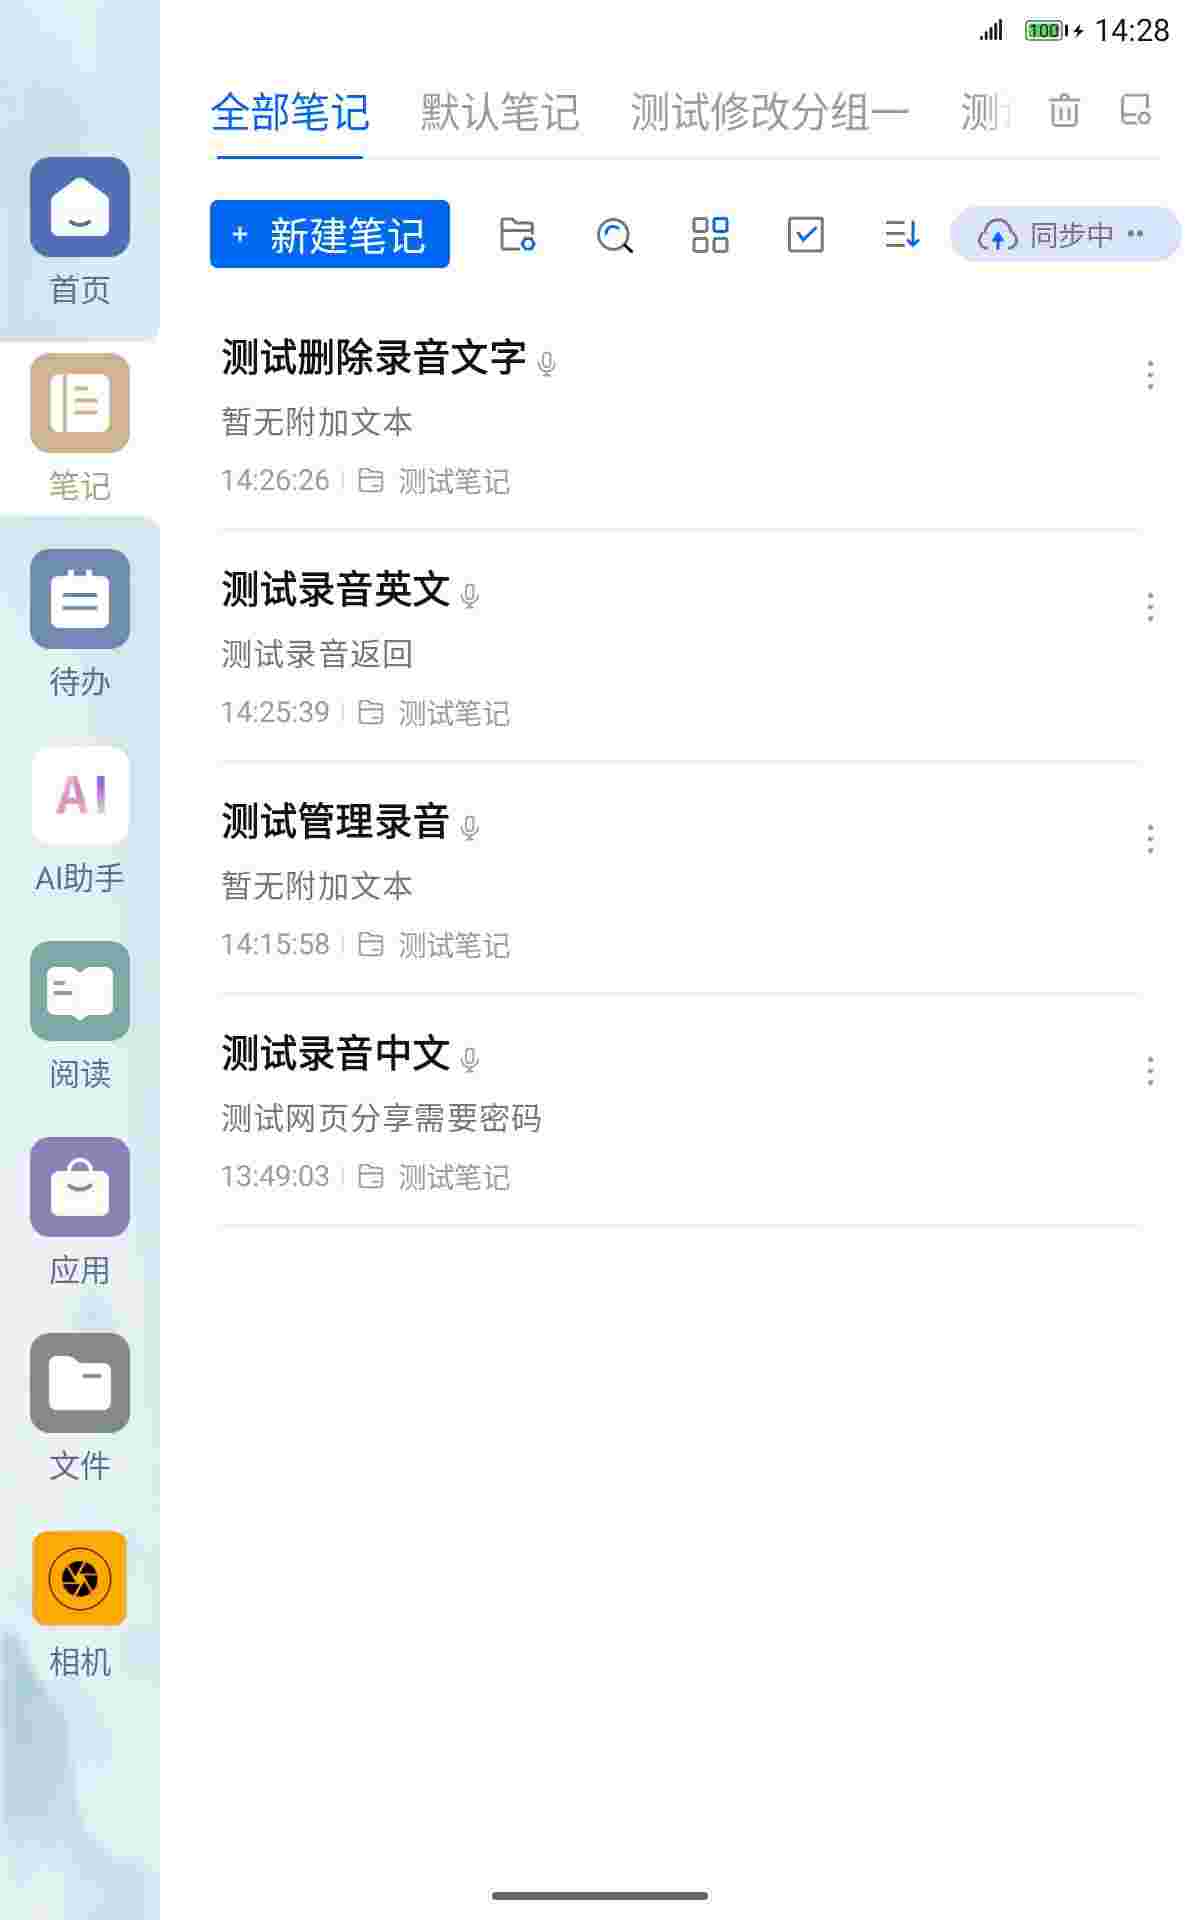 100 14:28
全部笔记 默认笔记 测试修改分组一 测
+ 新建笔记 同步中
首页
笔记
待办
AI
AI助手
阅读
应用
文件
相机
测试删除录音文字
暂无附加文本
14:26:26 测试笔记
测试录音英文
测试录音返回
14:25:39 测试笔记
测试管理录音
暂无附加文本
14:15:58 测试笔记
测试录音中文
测试网页分享需要密码
13:49:03 测试笔记